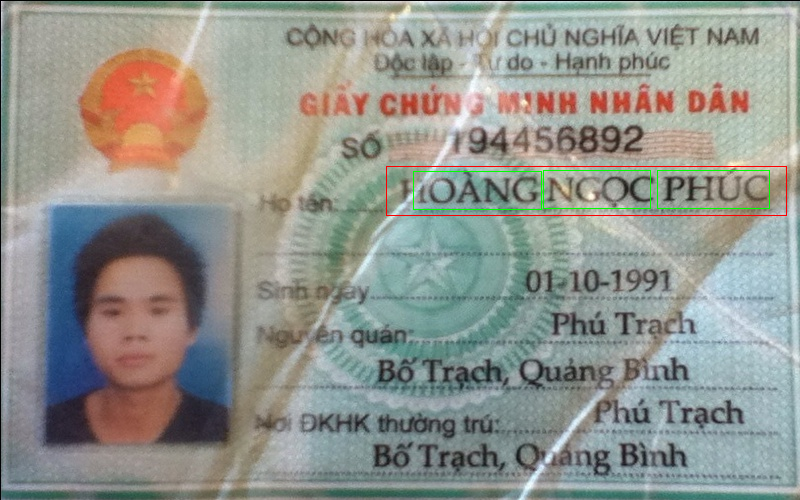 CỘNG HÒA XÃ HỘI CHỦ NGHĨA VIỆT NAM
Độc lập - Tự do - Hạnh phúc
GIẤY CHỨNG MINH NHÂN DÂN
SỐ 194456892
Họ tên: HOÀNG NGỌC PHÚC
Sinh ngày 01-10-1991
Nguyên quán: Phú Trạch
Bố Trạch, Quảng Bình
Nơi ĐKHK thường trú: Phú Trạch
Bố Trạch, Quảng Bình